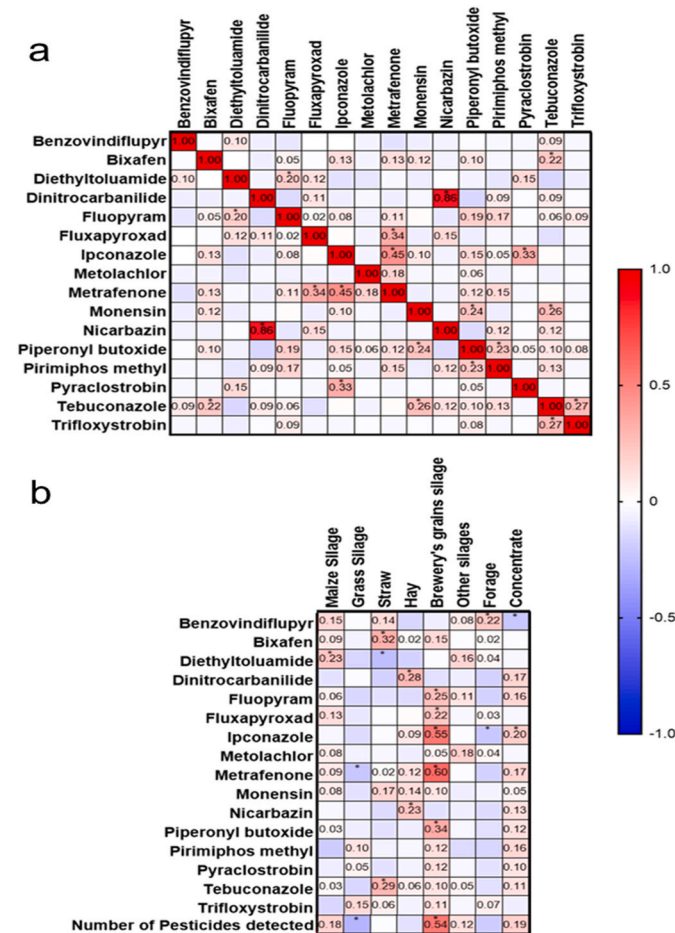 a
Benzovindiflupyr Bixafen Diethyltoluamide Dinitrocarbanilide Fluopyram Fluxapyroxad Ipconazole Metolachlor Metrafenone Monensin Nicarbazin Piperonyl butoxide Pirimiphos methyl Pyraclostrobin Tebuconazole Trifloxystrobin
Benzovindiflupyr 1.00 0.10 0.09
Bixafen 1.00 0.05 0.13 0.13 0.12 0.10 *0.22
Diethyltoluamide 0.10 1.00 *0.20 0.12 0.15
Dinitrocarbanilide 1.00 0.11 *0.86 0.09 0.09
Fluopyram 0.05 *0.20 1.00 0.02 0.08 0.11 0.19 0.17 0.06 0.09
Fluxapyroxad 0.12 0.11 0.02 1.00 *0.34 0.15
Ipconazole 0.13 0.08 1.00 *0.45 0.10 0.15 0.05 *0.33
Metolachlor 1.00 0.18 0.06
Metrafenone 0.13 0.11 *0.34 *0.45 0.18 1.00 0.12 0.15
Monensin 0.12 0.10 1.00 *0.24 *0.26
Nicarbazin *0.86 0.15 1.00 0.12 0.12
Piperonyl butoxide 0.10 0.19 0.15 0.06 0.12 *0.24 1.00 *0.23 0.05 0.10 0.08
Pirimiphos methyl 0.09 0.17 0.05 0.15 0.12 *0.23 1.00 0.13
Pyraclostrobin 0.15 *0.33 0.05 1.00
Tebuconazole 0.09 *0.22 0.09 0.06 *0.26 0.12 0.10 0.13 1.00 *0.27
Trifloxystrobin 0.09 0.08 *0.27 1.00
1.0
0.5
0
-0.5
-1.0
b
Maize Silage Grass Silage Straw Hay Brewery's grains silage Other silages Forage Concentrate
Benzovindiflupyr 0.15 0.14 0.08 *0.22 *
Bixafen 0.09 *0.32 0.02 0.15 0.02
Diethyltoluamide *0.23 * 0.16 0.04
Dinitrocarbanilide *0.28 0.17
Fluopyram 0.06 *0.25 0.11 0.16
Fluxapyroxad 0.13 *0.22 0.03
Ipconazole 0.09 *0.55 * *0.20
Metolachlor 0.08 0.05 0.18 0.04
Metrafenone 0.09 * 0.02 0.12 *0.60 0.17
Monensin 0.08 0.17 0.14 0.10 0.05
Nicarbazin *0.23 0.13
Piperonyl butoxide 0.03 *0.34 0.12
Pirimiphos methyl 0.10 0.12 0.16
Pyraclostrobin 0.05 0.12 0.10
Tebuconazole 0.03 *0.29 0.06 0.10 0.05 0.11
Trifloxystrobin 0.15 0.06 0.11 0.07
Number of Pesticides detected 0.18 * *0.54 0.12 0.19